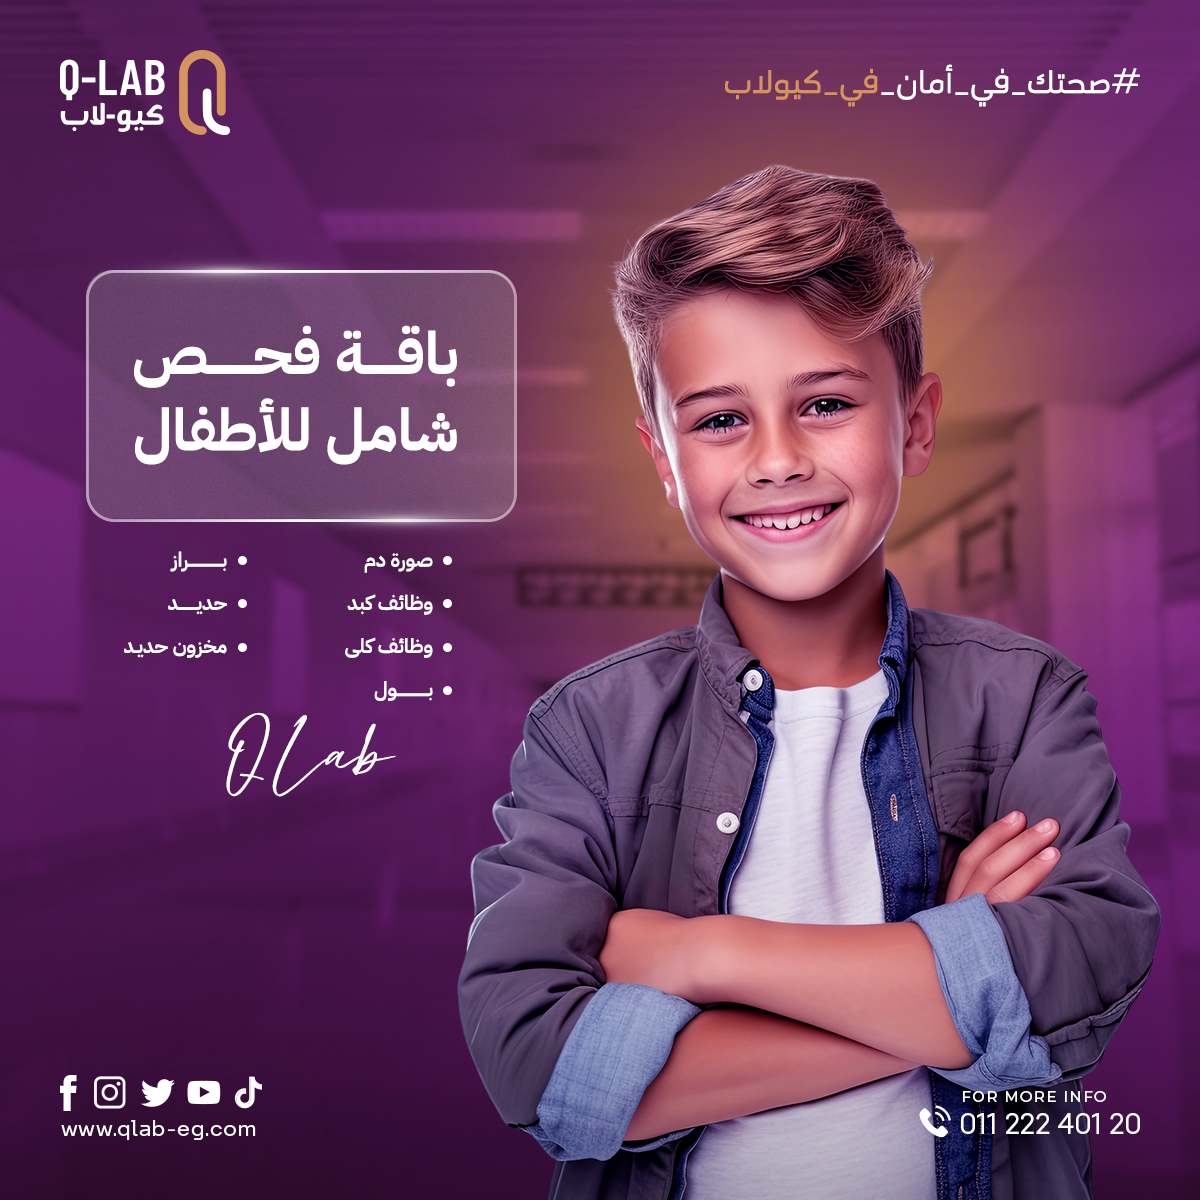 Q-LAB
كيو-لاب
#صحتك_في_أمان_في_كيولاب
باقة فحص
شامل للأطفال
صورة دم
وظائف كبد
وظائف كلى
بول
براز
حديد
مخزون حديد
QLab
www.qlab-eg.com
FOR MORE INFO
011 222 401 20